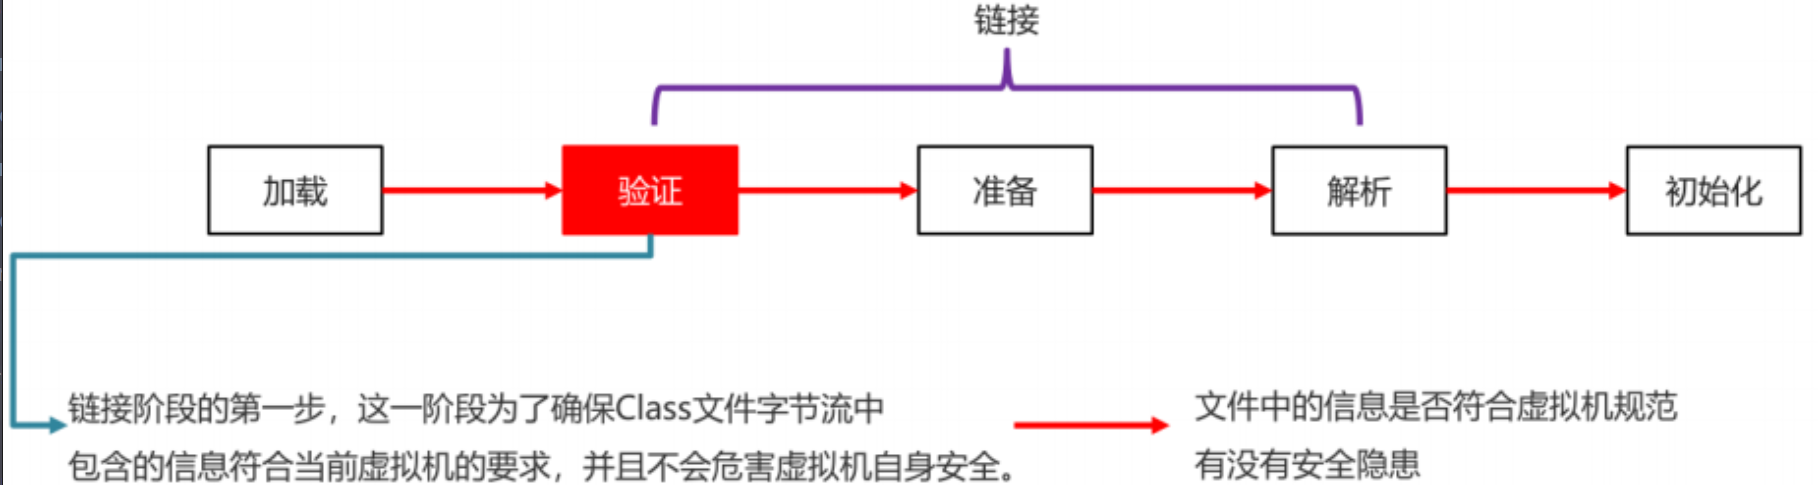 链接
加载
验证
准备
解析
初始化
链接阶段的第一步，这一阶段为了确保Class文件字节流中
包含的信息符合当前虚拟机的要求，并且不会危害虚拟机自身安全。
文件中的信息是否符合虚拟机规范
有没有安全隐患